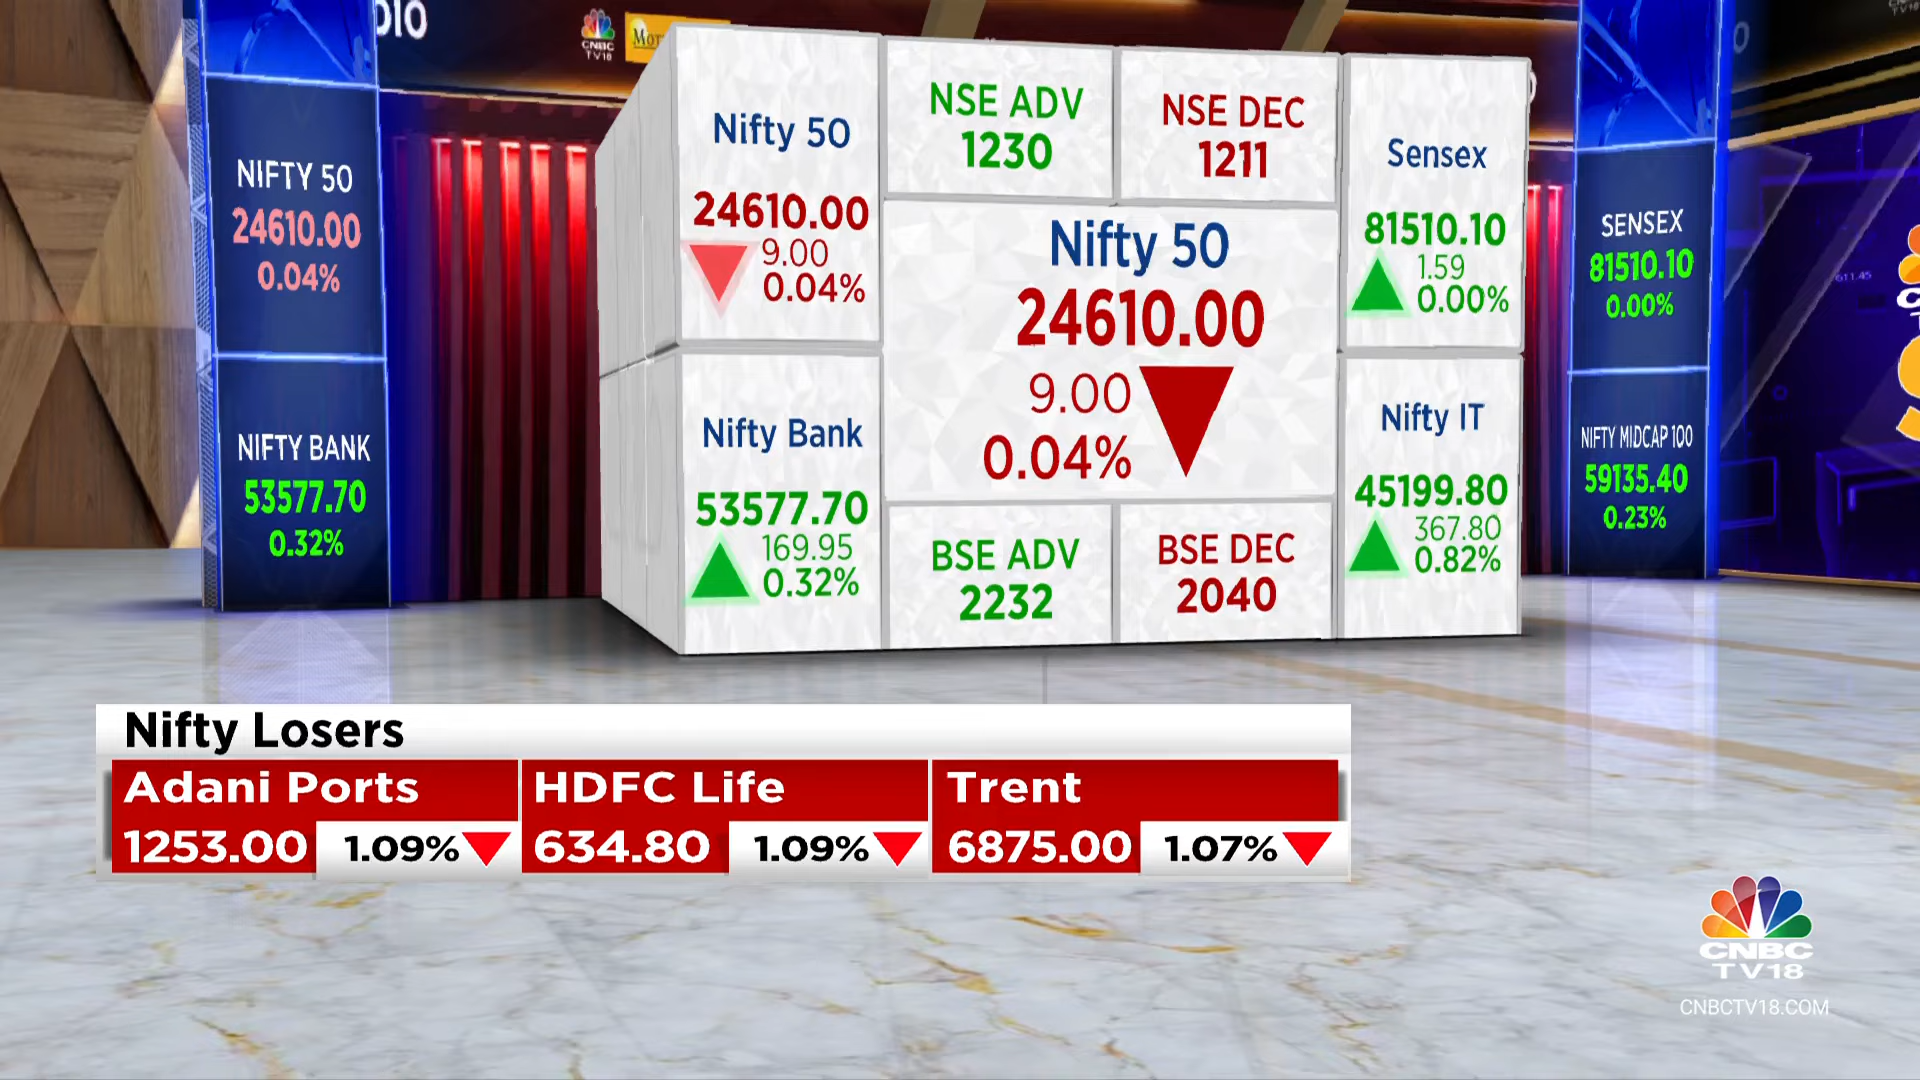 CNBC
TV18
NIFTY 50
24610.00
0.04%
NIFTY BANK
53577.70
0.32%
Nifty 50
24610.00
9.00
0.04%
Nifty Bank
53577.70
169.95
0.32%
NSE ADV
1230
NSE DEC
1211
Nifty 50
24610.00
9.00
0.04%
BSE ADV
2232
BSE DEC
2040
Sensex
81510.10
1.59
0.00%
Nifty IT
45199.80
367.80
0.82%
SENSEX
81510.10
0.00%
NIFTY MIDCAP 100
59135.40
0.23%
Nifty Losers
Adani Ports
1253.00 1.09%
HDFC Life
634.80 1.09%
Trent
6875.00 1.07%
CNBC
TV18
CNBCTV18.COM